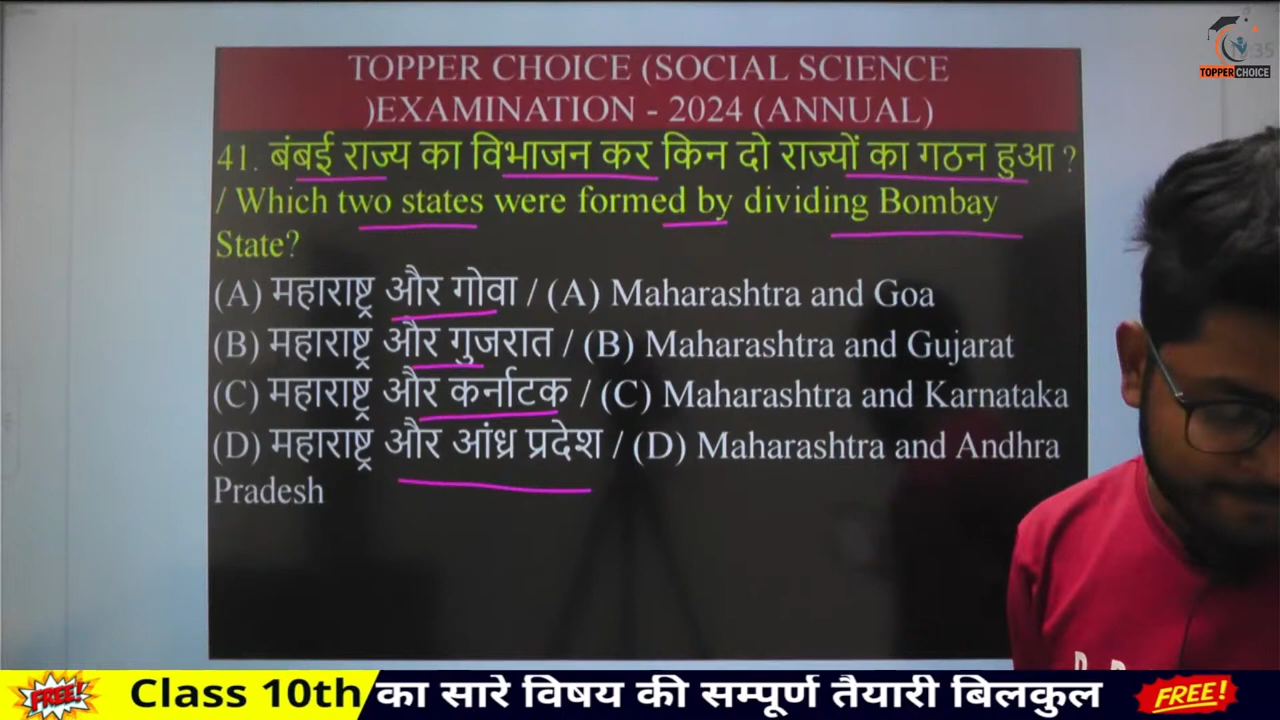 TOPPER CHOICE (SOCIAL SCIENCE
)EXAMINATION - 2024 (ANNUAL)
41. बंबई राज्य का विभाजन कर किन दो राज्यों का गठन हुआ ?
/ Which two states were formed by dividing Bombay
State?
(A) महाराष्ट्र और गोवा / (A) Maharashtra and Goa
(B) महाराष्ट्र और गुजरात / (B) Maharashtra and Gujarat
(C) महाराष्ट्र और कर्नाटक / (C) Maharashtra and Karnataka
(D) महाराष्ट्र और आंध्र प्रदेश / (D) Maharashtra and Andhra
Pradesh
TOPPER CHOICE
FREE! Class 10th का सारे विषय की सम्पूर्ण तैयारी बिलकुल FREE!